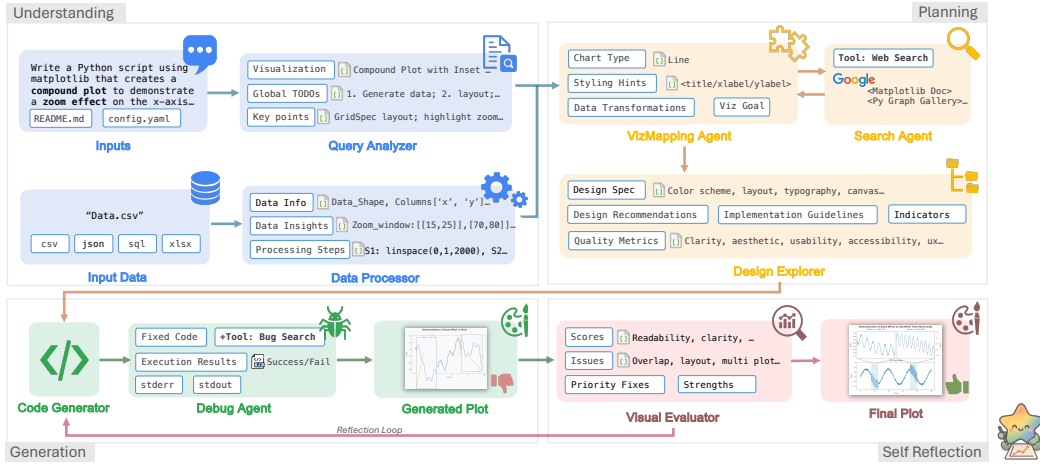 Understanding
Planning
Write a Python script using
matplotlib that creates a
compound plot to demonstrate
a zoom effect on the x-axis…
README.md
config.yaml
Inputs
Visualization
Compound Plot with Inset …
Global TODOs
1. Generate data; 2. layout;…
Key points
GridSpec layout; highlight zoom…
Query Analyzer
Chart Type
Line
Styling Hints
<title/xlabel/ylabel>
Data Transformations
Viz Goal
VizMapping Agent
Tool: Web Search
Google
<Matplotlib Doc>
<Py Graph Gallery>…
Search Agent
"Data.csv"
csv
json
sql
xlsx
Input Data
Data Info
Data_Shape, Columns['x', 'y']…
Data Insights
Zoom_window:[[15,25]],[70,80]]…
Processing Steps
S1: linspace(0,1,2000), S2…
Data Processor
Design Spec
Color scheme, layout, typography, canvas…
Design Recommendations
Implementation Guidelines
Indicators
Quality Metrics
Clarity, aesthetic, usability, accessibility, ux…
Design Explorer
Code Generator
Fixed Code
+Tool: Bug Search
Execution Results
Success/Fail
stderr
stdout
Debug Agent
Generated Plot
Scores
Readability, clarity, …
Issues
Overlap, layout, multi plot…
Priority Fixes
Strengths
Visual Evaluator
Final Plot
Reflection Loop
Generation
Self Reflection